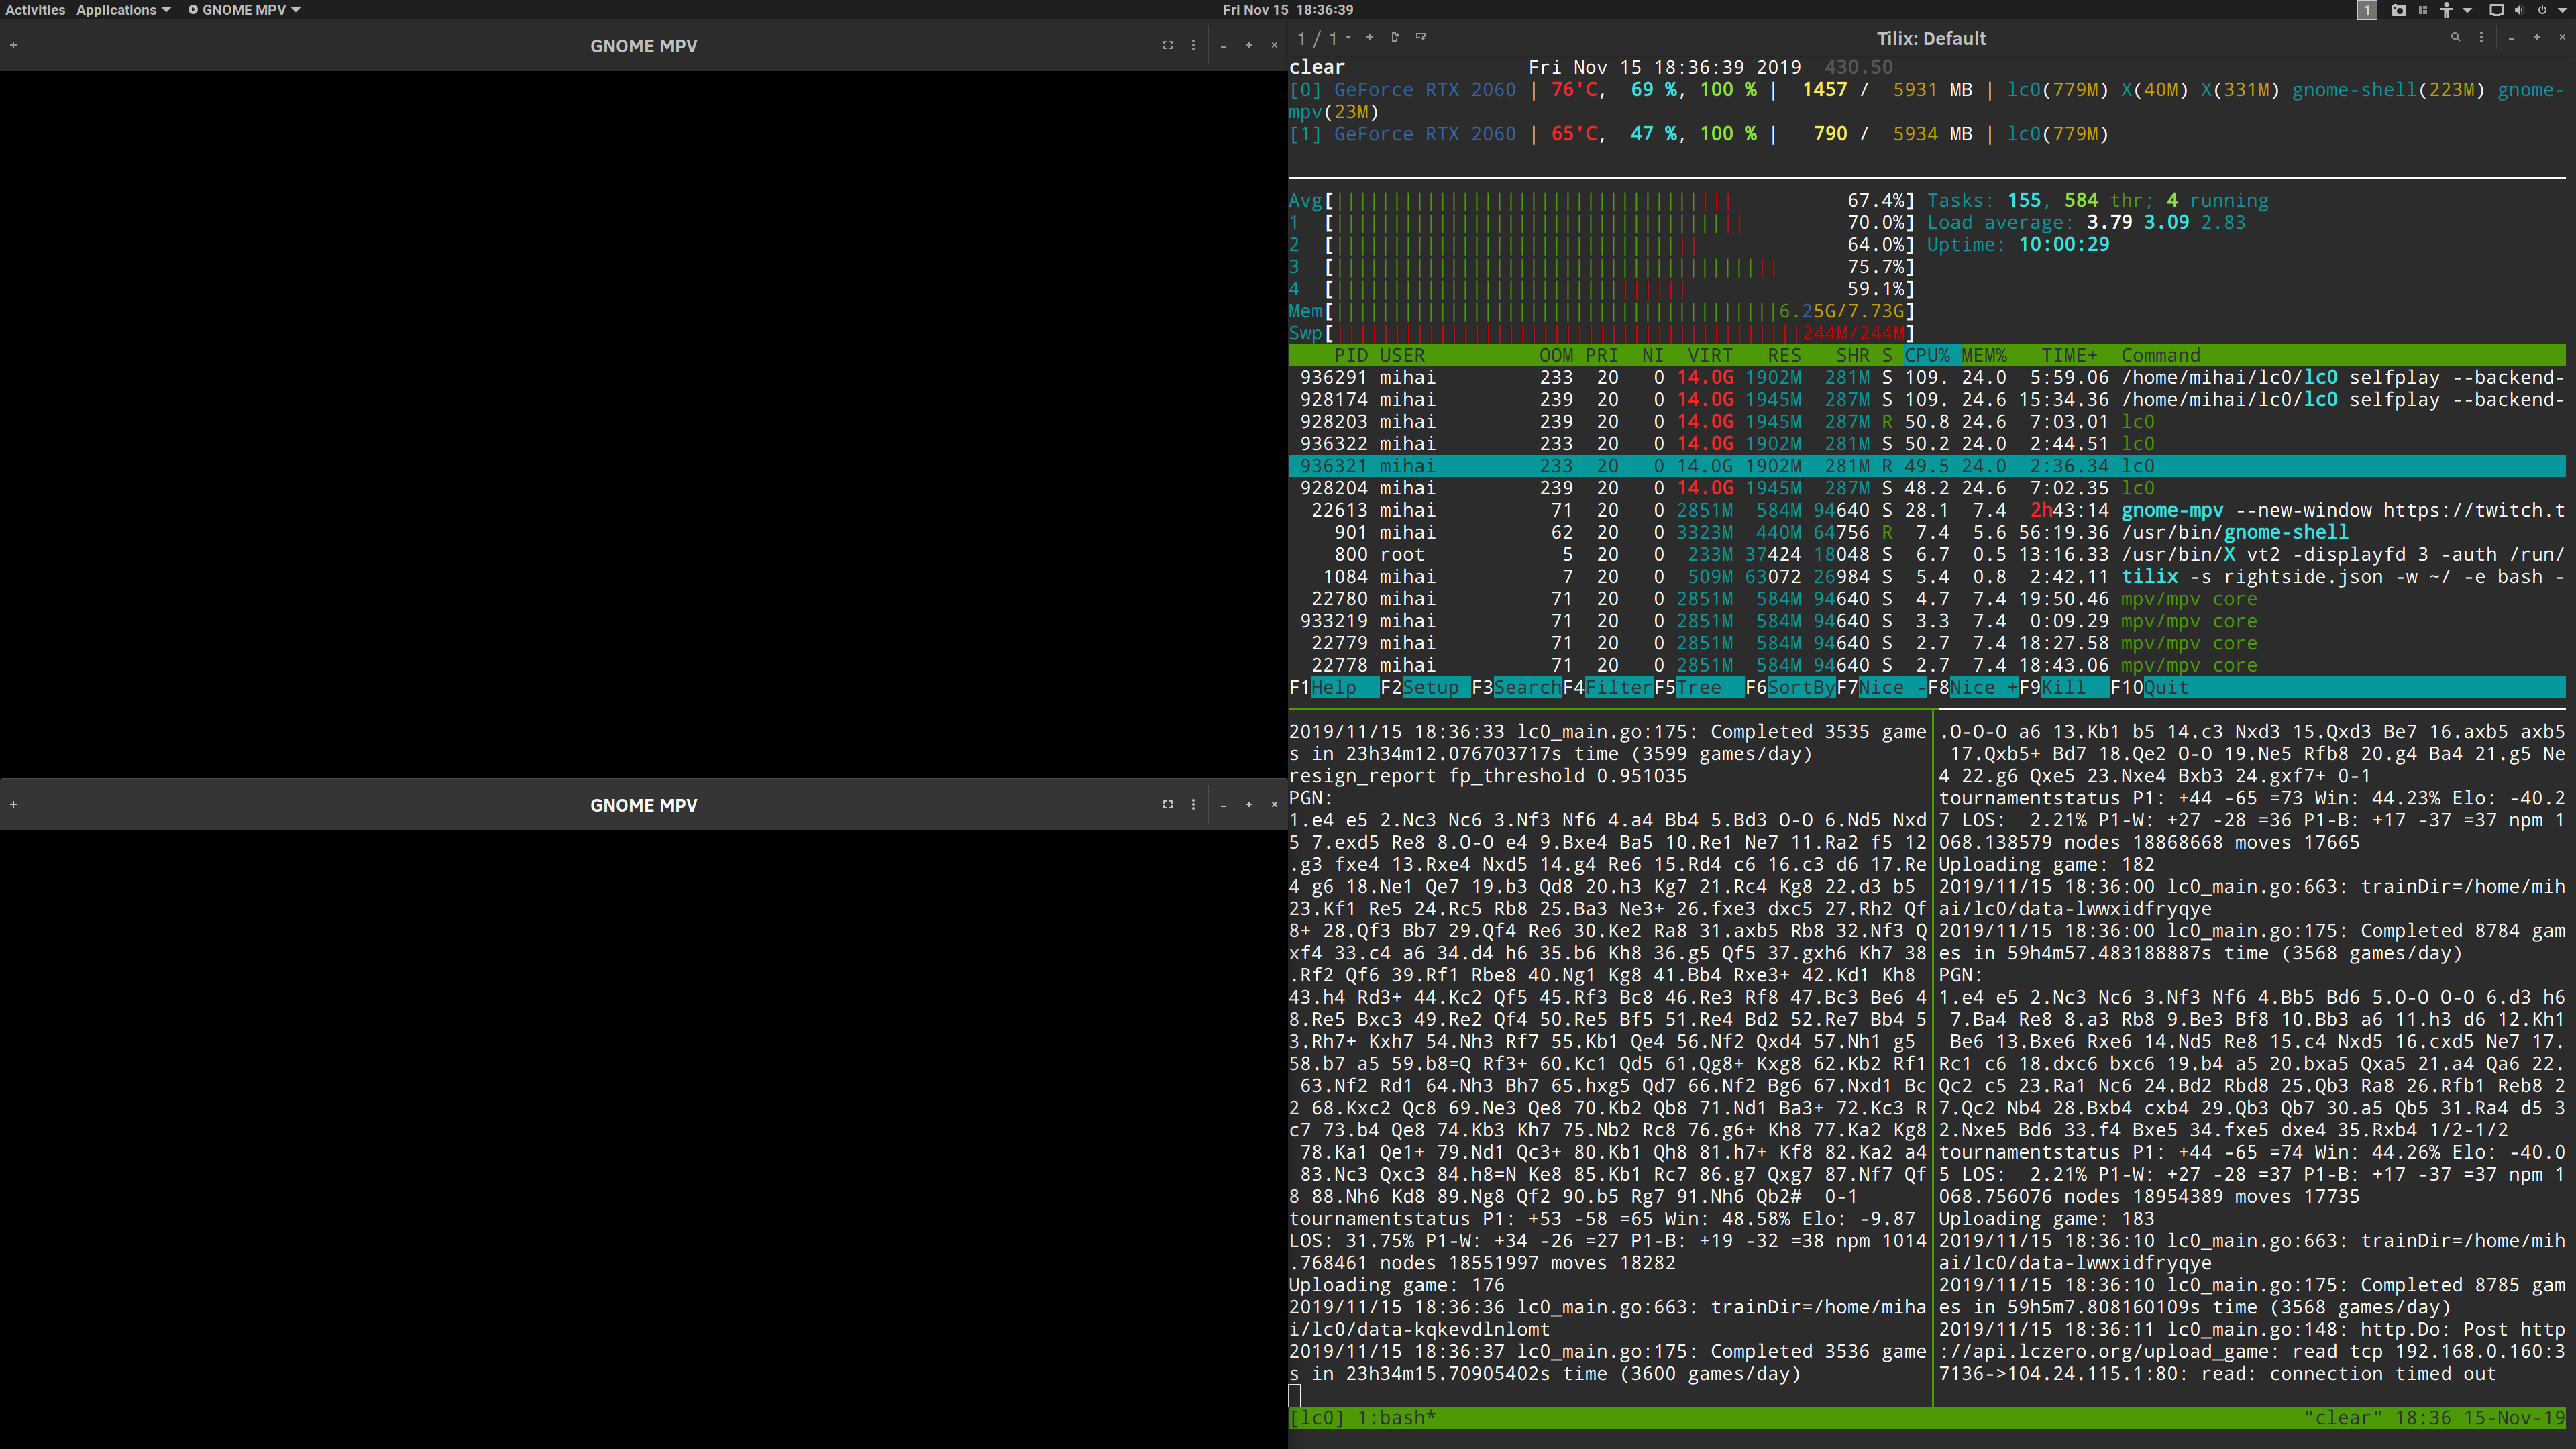 Activities Applications GNOME MPV Fri Nov 15 18:36:39 1
GNOME MPV
GNOME MPV
1 / 1 Tilix: Default
clear Fri Nov 15 18:36:39 2019 430.50
[0] GeForce RTX 2060 | 76'C, 69 %, 100 % | 1457 / 5931 MB | lc0(779M) X(40M) X(331M) gnome-shell(223M) gnome-
mpv(23M)
[1] GeForce RTX 2060 | 65'C, 47 %, 100 % | 790 / 5934 MB | lc0(779M)
Avg[ 67.4%] Tasks: 155, 584 thr; 4 running
1 [ 70.0%] Load average: 3.79 3.09 2.83
2 [ 64.0%] Uptime: 10:00:29
3 [ 75.7%]
4 [ 59.1%]
Mem[ 6.25G/7.73G]
Swp[ 244M/244M]
PID USER OOM PRI NI VIRT RES SHR S CPU% MEM% TIME+ Command
936291 mihai 233 20 0 14.0G 1902M 281M S 109. 24.0 5:59.06 /home/mihai/lc0/lc0 selfplay --backend-
928174 mihai 239 20 0 14.0G 1945M 287M S 109. 24.6 15:34.36 /home/mihai/lc0/lc0 selfplay --backend-
928203 mihai 239 20 0 14.0G 1945M 287M R 50.8 24.6 7:03.01 lc0
936322 mihai 233 20 0 14.0G 1902M 281M S 50.2 24.0 2:44.51 lc0
936321 mihai 233 20 0 14.0G 1902M 281M R 49.5 24.0 2:36.34 lc0
928204 mihai 239 20 0 14.0G 1945M 287M S 48.2 24.6 7:02.35 lc0
22613 mihai 71 20 0 2851M 584M 94640 S 28.1 7.4 2h43:14 gnome-mpv --new-window https://twitch.t
901 mihai 62 20 0 3323M 440M 64756 R 7.4 5.6 56:19.36 /usr/bin/gnome-shell
800 root 5 20 0 233M 37424 18048 S 6.7 0.5 13:16.33 /usr/bin/X vt2 -displayfd 3 -auth /run/
1084 mihai 7 20 0 509M 63072 26984 S 5.4 0.8 2:42.11 tilix -s rightside.json -w ~/ -e bash -
22780 mihai 71 20 0 2851M 584M 94640 S 4.7 7.4 19:50.46 mpv/mpv core
933219 mihai 71 20 0 2851M 584M 94640 S 3.3 7.4 0:09.29 mpv/mpv core
22779 mihai 71 20 0 2851M 584M 94640 S 2.7 7.4 18:27.58 mpv/mpv core
22778 mihai 71 20 0 2851M 584M 94640 S 2.7 7.4 18:43.06 mpv/mpv core
F1Help F2Setup F3SearchF4FilterF5Tree F6SortByF7Nice -F8Nice +F9Kill F10Quit
2019/11/15 18:36:33 lc0_main.go:175: Completed 3535 game
s in 23h34m12.076703717s time (3599 games/day)
resign_report fp_threshold 0.951035
PGN:
1.e4 e5 2.Nc3 Nc6 3.Nf3 Nf6 4.a4 Bb4 5.Bd3 O-O 6.Nd5 Nxd
5 7.exd5 Re8 8.O-O e4 9.Bxe4 Ba5 10.Re1 Ne7 11.Ra2 f5 12
.g3 fxe4 13.Rxe4 Nxd5 14.g4 Re6 15.Rd4 c6 16.c3 d6 17.Re
4 g6 18.Ne1 Qe7 19.b3 Qd8 20.h3 Kg7 21.Rc4 Kg8 22.d3 b5
23.Kf1 Re5 24.Rc5 Rb8 25.Ba3 Ne3+ 26.fxe3 dxc5 27.Rh2 Qf
8+ 28.Qf3 Bb7 29.Qf4 Re6 30.Ke2 Ra8 31.axb5 Rb8 32.Nf3 Q
xf4 33.c4 a6 34.d4 h6 35.b6 Kh8 36.g5 Qf5 37.gxh6 Kh7 38
.Rf2 Qf6 39.Rf1 Rbe8 40.Ng1 Kg8 41.Bb4 Rxe3+ 42.Kd1 Kh8
43.h4 Rd3+ 44.Kc2 Qf5 45.Rf3 Bc8 46.Re3 Rf8 47.Bc3 Be6 4
8.Re5 Bxc3 49.Re2 Qf4 50.Re5 Bf5 51.Re4 Bd2 52.Re7 Bb4 5
3.Rh7+ Kxh7 54.Nh3 Rf7 55.Kb1 Qe4 56.Nf2 Qxd4 57.Nh1 g5
58.b7 a5 59.b8=Q Rf3+ 60.Kc1 Qd5 61.Qg8+ Kxg8 62.Kb2 Rf1
63.Nf2 Rd1 64.Nh3 Bh7 65.hxg5 Qd7 66.Nf2 Bg6 67.Nxd1 Bc
2 68.Kxc2 Qc8 69.Ne3 Qe8 70.Kb2 Qb8 71.Nd1 Ba3+ 72.Kc3 R
c7 73.b4 Qe8 74.Kb3 Kh7 75.Nb2 Rc8 76.g6+ Kh8 77.Ka2 Kg8
78.Ka1 Qe1+ 79.Nd1 Qc3+ 80.Kb1 Qh8 81.h7+ Kf8 82.Ka2 a4
83.Nc3 Qxc3 84.h8=N Ke8 85.Kb1 Rc7 86.g7 Qxg7 87.Nf7 Qf
8 88.Nh6 Kd8 89.Ng8 Qf2 90.b5 Rg7 91.Nh6 Qb2# 0-1
tournamentstatus P1: +53 -58 =65 Win: 48.58% Elo: -9.87
LOS: 31.75% P1-W: +34 -26 =27 P1-B: +19 -32 =38 npm 1014
.768461 nodes 18551997 moves 18282
Uploading game: 176
2019/11/15 18:36:36 lc0_main.go:663: trainDir=/home/miha
i/lc0/data-kqkevdlnlomt
2019/11/15 18:36:37 lc0_main.go:175: Completed 3536 game
s in 23h34m15.70905402s time (3600 games/day)
.O-O-O a6 13.Kb1 b5 14.c3 Nxd3 15.Qxd3 Be7 16.axb5 axb5
17.Qxb5+ Bd7 18.Qe2 O-O 19.Ne5 Rfb8 20.g4 Ba4 21.g5 Ne
4 22.g6 Qxe5 23.Nxe4 Bxb3 24.gxf7+ 0-1
tournamentstatus P1: +44 -65 =73 Win: 44.23% Elo: -40.2
7 LOS: 2.21% P1-W: +27 -28 =36 P1-B: +17 -37 =37 npm 1
068.138579 nodes 18868668 moves 17665
Uploading game: 182
2019/11/15 18:36:00 lc0_main.go:663: trainDir=/home/mih
ai/lc0/data-lwwxidfryqye
2019/11/15 18:36:00 lc0_main.go:175: Completed 8784 gam
es in 59h4m57.483188887s time (3568 games/day)
PGN:
1.e4 e5 2.Nc3 Nc6 3.Nf3 Nf6 4.Bb5 Bd6 5.O-O O-O 6.d3 h6
7.Ba4 Re8 8.a3 Rb8 9.Be3 Bf8 10.Bb3 a6 11.h3 d6 12.Kh1
Be6 13.Bxe6 Rxe6 14.Nd5 Re8 15.c4 Nxd5 16.cxd5 Ne7 17.
Rc1 c6 18.dxc6 bxc6 19.b4 a5 20.bxa5 Qxa5 21.a4 Qa6 22.
Qc2 c5 23.Ra1 Nc6 24.Bd2 Rbd8 25.Qb3 Ra8 26.Rfb1 Reb8 2
7.Qc2 Nb4 28.Bxb4 cxb4 29.Qb3 Qb7 30.a5 Qb5 31.Ra4 d5 3
2.Nxe5 Bd6 33.f4 Bxe5 34.fxe5 dxe4 35.Rxb4 1/2-1/2
tournamentstatus P1: +44 -65 =74 Win: 44.26% Elo: -40.0
5 LOS: 2.21% P1-W: +27 -28 =37 P1-B: +17 -37 =37 npm 1
068.756076 nodes 18954389 moves 17735
Uploading game: 183
2019/11/15 18:36:10 lc0_main.go:663: trainDir=/home/mih
ai/lc0/data-lwwxidfryqye
2019/11/15 18:36:10 lc0_main.go:175: Completed 8785 gam
es in 59h5m7.808160109s time (3568 games/day)
2019/11/15 18:36:11 lc0_main.go:148: http.Do: Post http
://api.lczero.org/upload_game: read tcp 192.168.0.160:3
7136->104.24.115.1:80: read: connection timed out
[lc0] 1:bash* "clear" 18:36 15-Nov-19